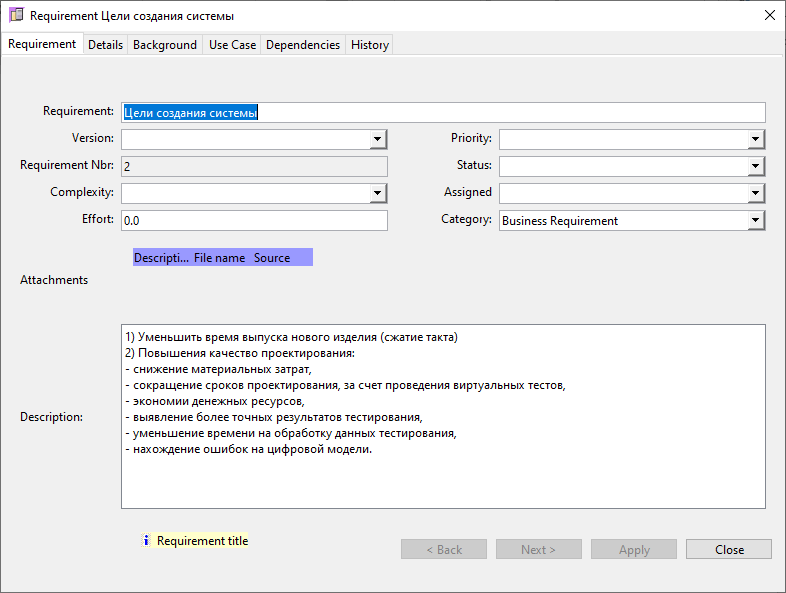 Requirement Цели создания системы
Requirement Details Background Use Case Dependencies History
Requirement: Цели создания системы
Version: Priority:
Requirement Nbr: 2 Status:
Complexity: Assigned
Effort: 0.0 Category: Business Requirement
Descripti... File name Source
Attachments
1) Уменьшить время выпуска нового изделия (сжатие такта)
2) Повышения качество проектирования:
- снижение материальных затрат,
- сокращение сроков проектирования, за счет проведения виртуальных тестов,
- экономии денежных ресурсов,
Description:
- выявление более точных результатов тестирования,
- уменьшение времени на обработку данных тестирования,
- нахождение ошибок на цифровой модели.
Requirement title
< Back Next > Apply Close